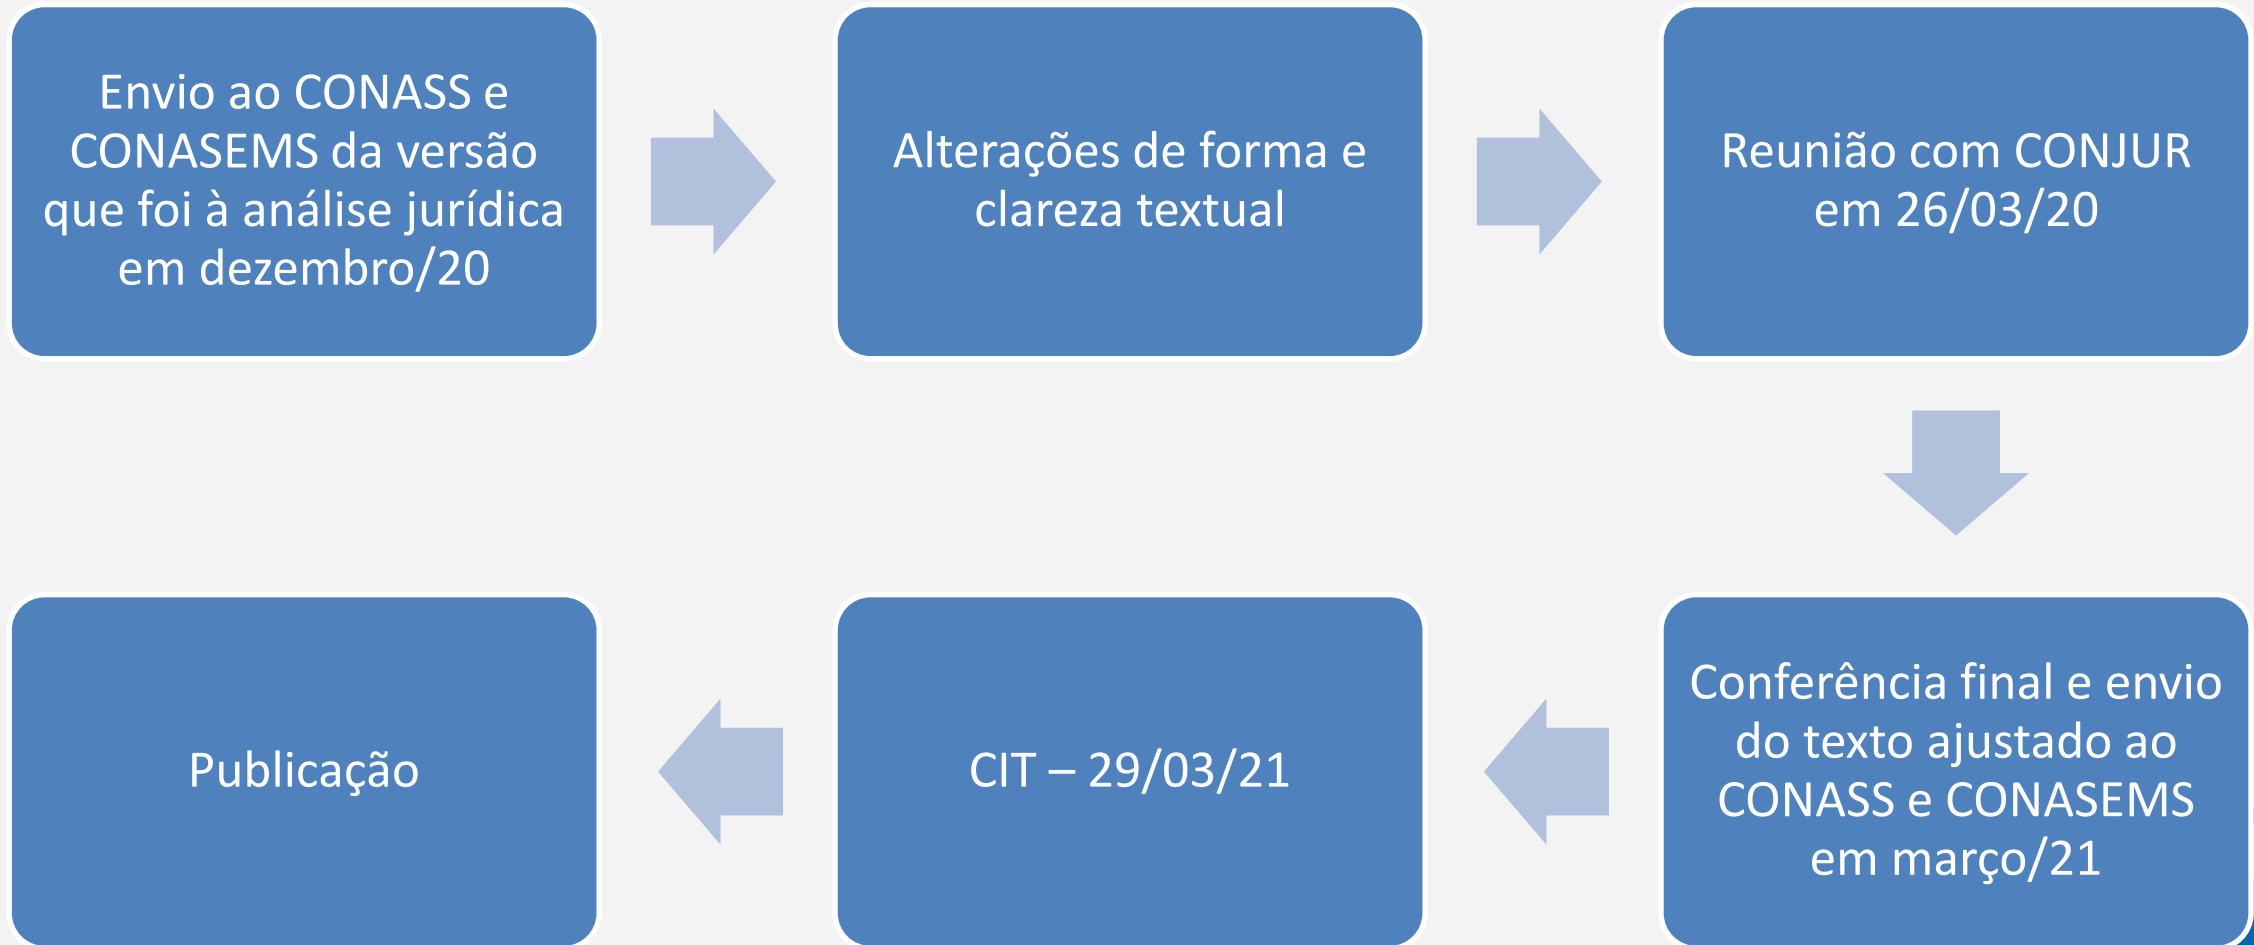 Envio ao CONASS e
CONASEMS da versão
que foi à análise jurídica
em dezembro/20
Alterações de forma e
clareza textual
Reunião com CONJUR
em 26/03/20
Conferência final e envio
do texto ajustado ao
CONASS e CONASEMS
em março/21
CIT – 29/03/21
Publicação